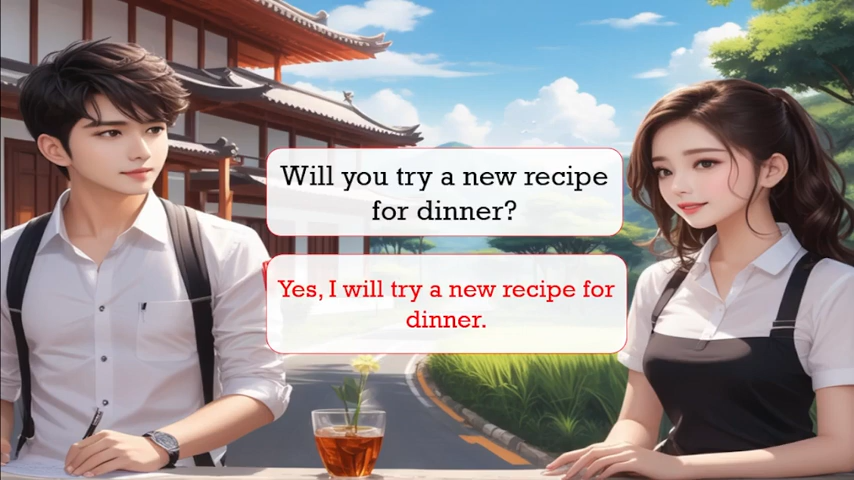 Will you try a new recipe
for dinner?
Yes, I will try a new recipe for
dinner.